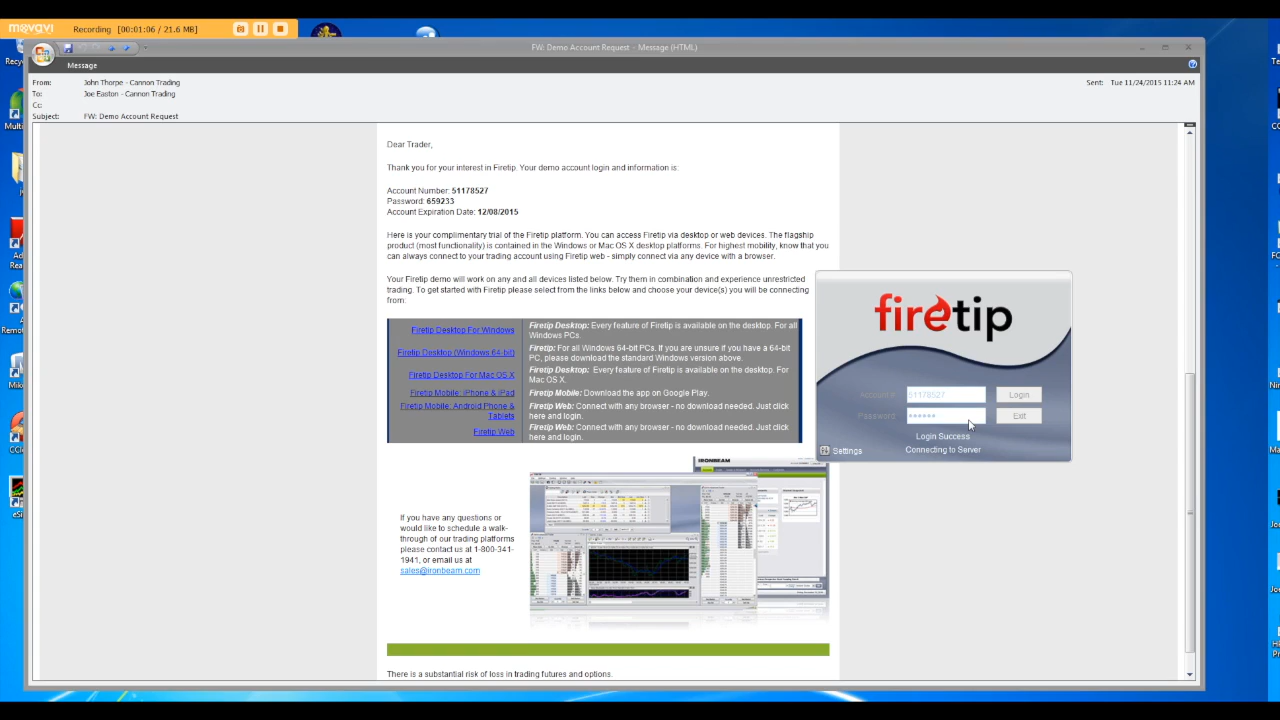 movavi
Recording [00:01:06 / 21.6 MB]
FW: Demo Account Request - Message (HTML)
Message
From: John Thorpe - Cannon Trading
Sent: Tue 11/24/2015 11:24 AM
To: Joe Easton - Cannon Trading
Cc:
Subject: FW: Demo Account Request
Dear Trader,
Thank you for your interest in Firetip. Your demo account login and information is:
Account Number: 51178527
Password: 659233
Account Expiration Date: 12/08/2015
Here is your complimentary trial of the Firetip platform. You can access Firetip via desktop or web devices. The flagship
product (most functionality) is contained in the Windows or Mac OS X desktop platforms. For highest mobility, know that you
can always connect to your trading account using Firetip web - simply connect via any device with a browser.
Your Firetip demo will work on any and all devices listed below. Try them in combination and experience unrestricted
trading. To get started with Firetip please select from the links below and choose your device(s) you will be connecting
from:
Firetip Desktop For Windows
Firetip Desktop: Every feature of Firetip is available on the desktop. For all
Windows PCs.
Firetip Desktop (Windows 64-bit)
Firetip: For all Windows 64-bit PCs. If you are unsure if you have a 64-bit
PC, please download the standard Windows version above.
Firetip Desktop For Mac OS X
Firetip Desktop: Every feature of Firetip is available on the desktop. For
Mac OS X.
Firetip Mobile: iPhone & iPad
Firetip Mobile: Download the app on Google Play.
Firetip Mobile: Android Phone &
Tablets
Firetip Web: Connect with any browser - no download needed. Just click
here and login.
Firetip Web
Firetip Web: Connect with any browser - no download needed. Just click
here and login.
firetip
Account #: 51178527 Login
Password: ****** Exit
Login Success
Settings Connecting to Server
IRONBEAM
If you have any questions or
would like to schedule a walk-
through of our trading platforms
please contact us at 1-800-341-
1941, or email us at
sales@ironbeam.com
There is a substantial risk of loss in trading futures and options.